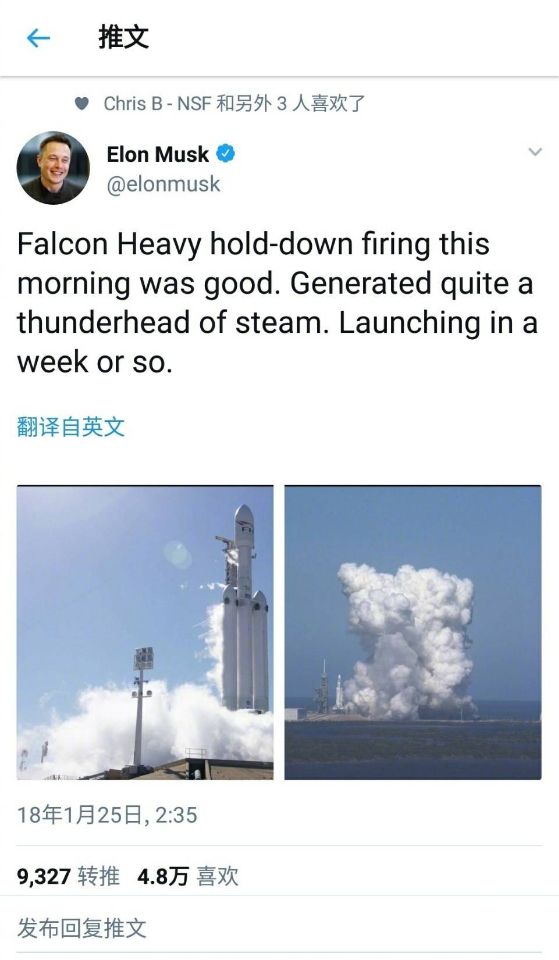 推文
Chris B - NSF 和另外 3 人喜欢了
Elon Musk
@elonmusk
Falcon Heavy hold-down firing this
morning was good. Generated quite a
thunderhead of steam. Launching in a
week or so.
翻译自英文
18年1月25日, 2:35
9,327 转推 4.8万 喜欢
发布回复推文